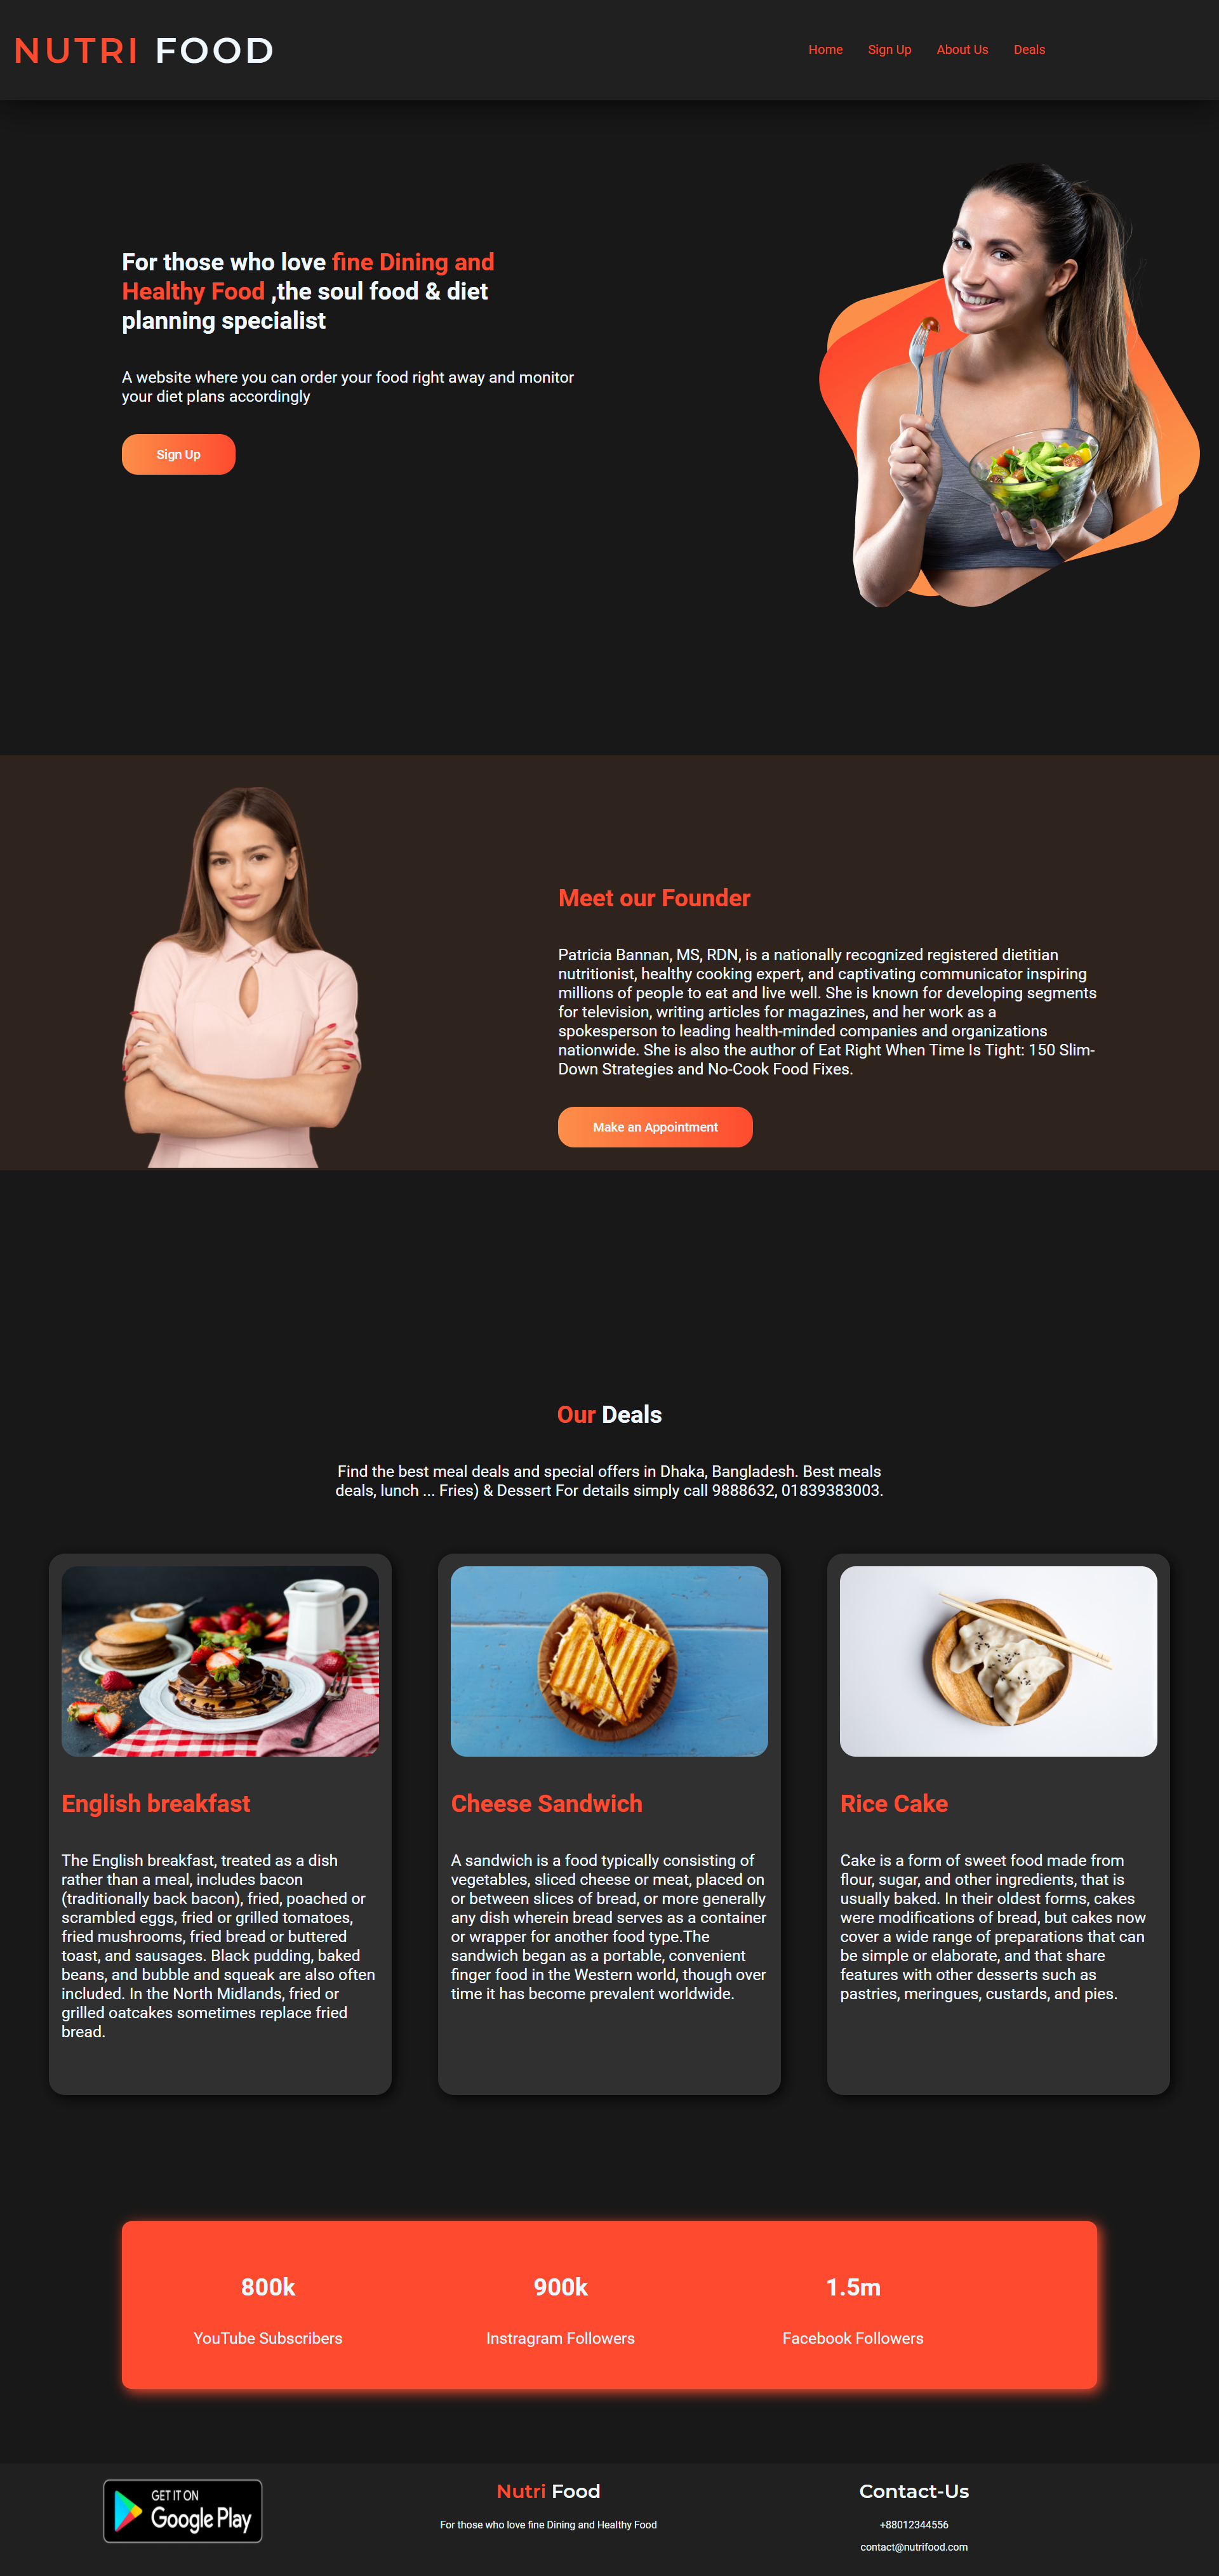 NUTRI FOOD
Home Sign Up About Us Deals
For those who love fine Dining and
Healthy Food ,the soul food & diet
planning specialist
A website where you can order your food right away and monitor
your diet plans accordingly
Sign Up
Meet our Founder
Patricia Bannan, MS, RDN, is a nationally recognized registered dietitian
nutritionist, healthy cooking expert, and captivating communicator inspiring
millions of people to eat and live well. She is known for developing segments
for television, writing articles for magazines, and her work as a
spokesperson to leading health-minded companies and organizations
nationwide. She is also the author of Eat Right When Time Is Tight: 150 Slim-
Down Strategies and No-Cook Food Fixes.
Make an Appointment
Our Deals
Find the best meal deals and special offers in Dhaka, Bangladesh. Best meals
deals, lunch ... Fries) & Dessert For details simply call 9888632, 01839383003.
English breakfast
The English breakfast, treated as a dish
rather than a meal, includes bacon
(traditionally back bacon), fried, poached or
scrambled eggs, fried or grilled tomatoes,
fried mushrooms, fried bread or buttered
toast, and sausages. Black pudding, baked
beans, and bubble and squeak are also often
included. In the North Midlands, fried or
grilled oatcakes sometimes replace fried
bread.
Cheese Sandwich
A sandwich is a food typically consisting of
vegetables, sliced cheese or meat, placed on
or between slices of bread, or more generally
any dish wherein bread serves as a container
or wrapper for another food type.The
sandwich began as a portable, convenient
finger food in the Western world, though over
time it has become prevalent worldwide.
Rice Cake
Cake is a form of sweet food made from
flour, sugar, and other ingredients, that is
usually baked. In their oldest forms, cakes
were modifications of bread, but cakes now
cover a wide range of preparations that can
be simple or elaborate, and that share
features with other desserts such as
pastries, meringues, custards, and pies.
800k
YouTube Subscribers
900k
Instragram Followers
1.5m
Facebook Followers
GET IT ON
Google Play
Nutri Food
For those who love fine Dining and Healthy Food
Contact-Us
+88012344556
contact@nutrifood.com